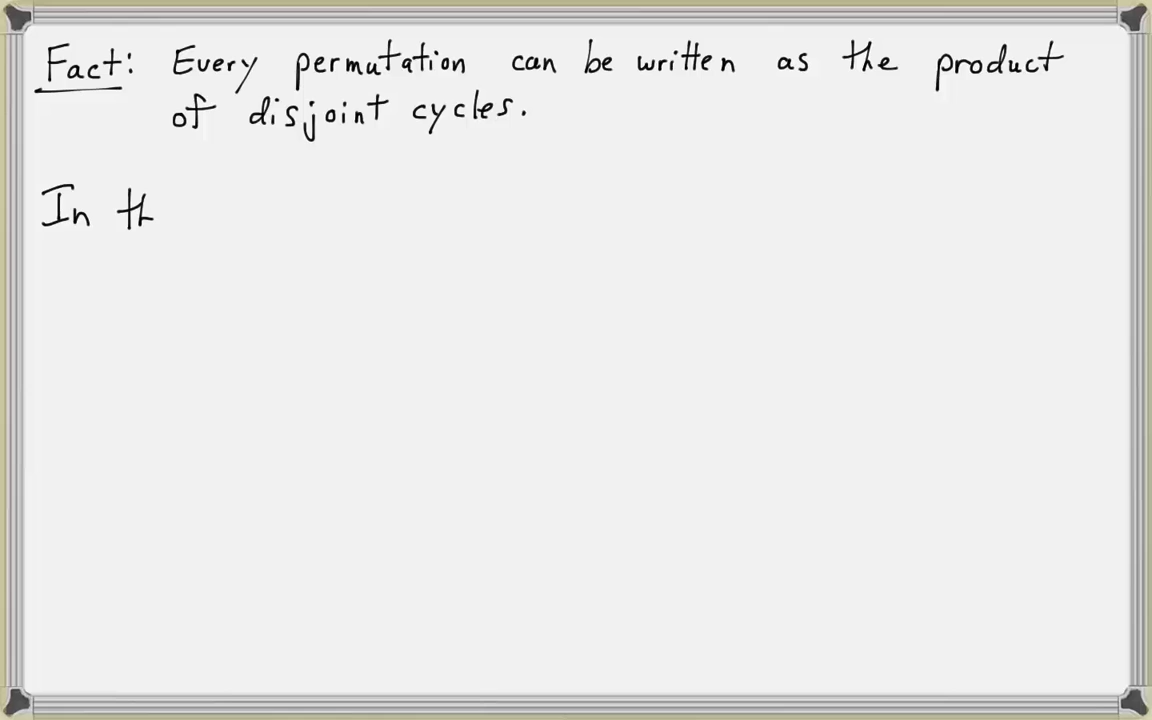 Fact: Every permutation can be written as the product
of disjoint cycles.
In th